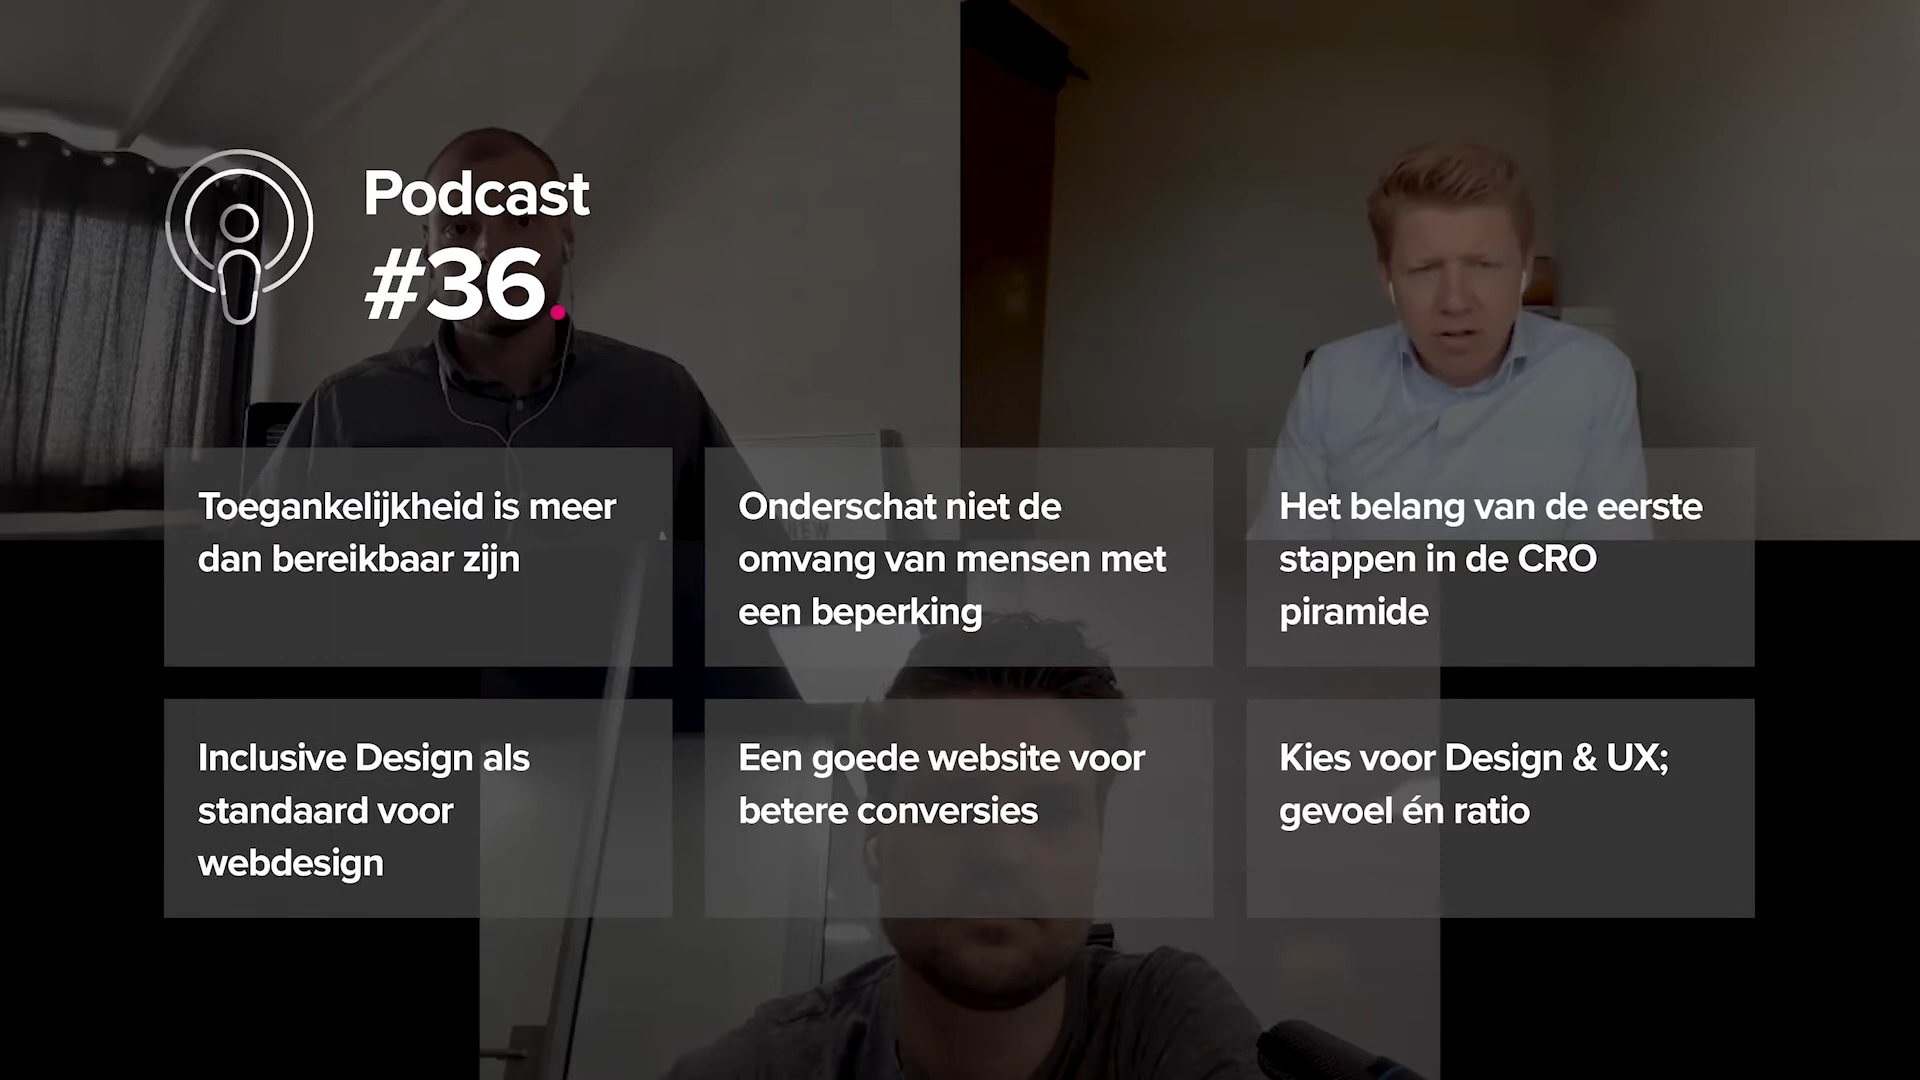 Podcast
#36.
Toegankelijkheid is meer
dan bereikbaar zijn
Onderschat niet de
omvang van mensen met
een beperking
Het belang van de eerste
stappen in de CRO
piramide
Inclusive Design als
standaard voor
webdesign
Een goede website voor
betere conversies
Kies voor Design & UX;
gevoel én ratio